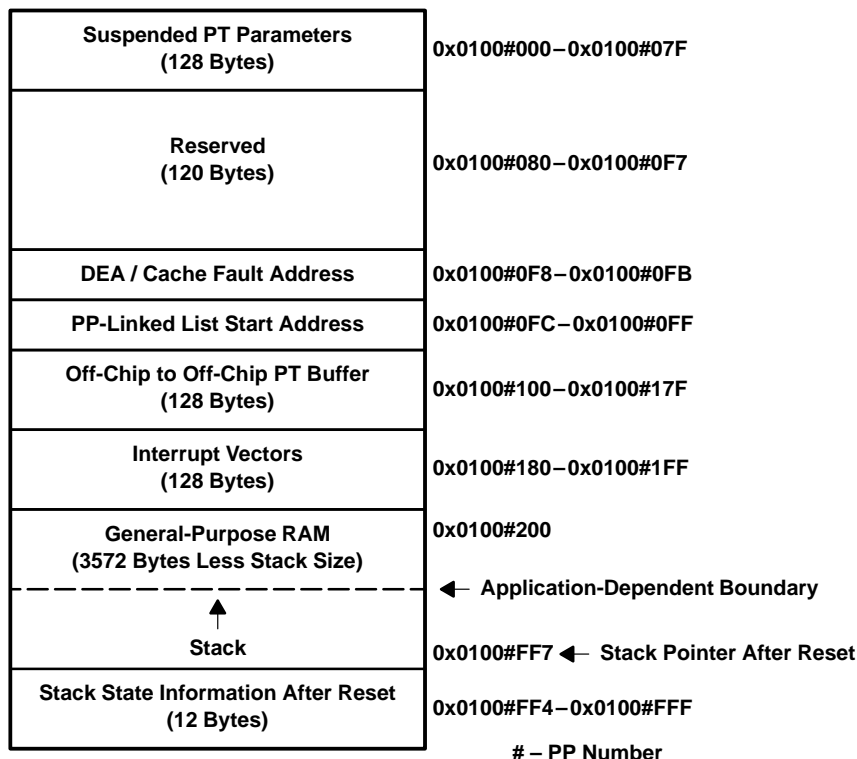 Suspended PT Parameters
(128 Bytes)
0x0100#000–0x0100#07F
Reserved
(120 Bytes)
0x0100#080–0x0100#0F7
DEA / Cache Fault Address
0x0100#0F8–0x0100#0FB
PP-Linked List Start Address
0x0100#0FC–0x0100#0FF
Off-Chip to Off-Chip PT Buffer
(128 Bytes)
0x0100#100–0x0100#17F
Interrupt Vectors
(128 Bytes)
0x0100#180–0x0100#1FF
General-Purpose RAM
(3572 Bytes Less Stack Size)
0x0100#200
Application-Dependent Boundary
Stack
0x0100#FF7 Stack Pointer After Reset
Stack State Information After Reset
(12 Bytes)
0x0100#FF4–0x0100#FFF
# – PP Number